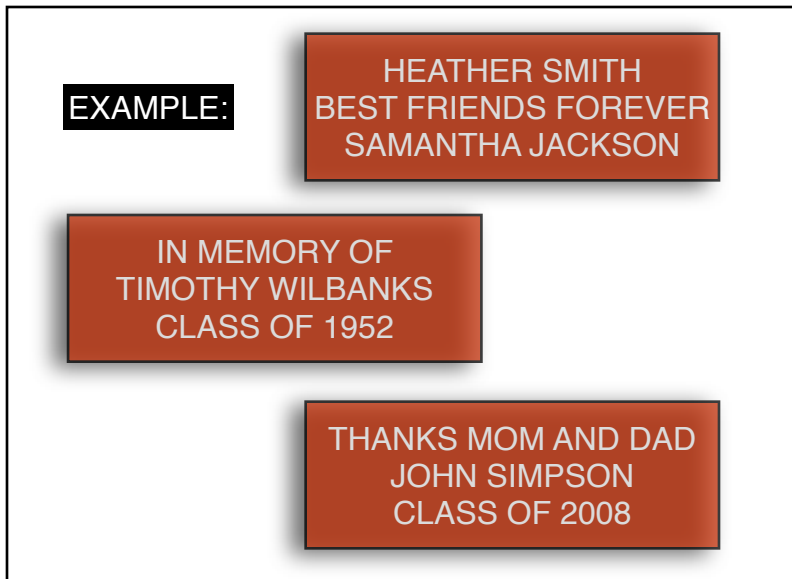 EXAMPLE:
HEATHER SMITH
BEST FRIENDS FOREVER
SAMANTHA JACKSON
IN MEMORY OF
TIMOTHY WILBANKS
CLASS OF 1952
THANKS MOM AND DAD
JOHN SIMPSON
CLASS OF 2008